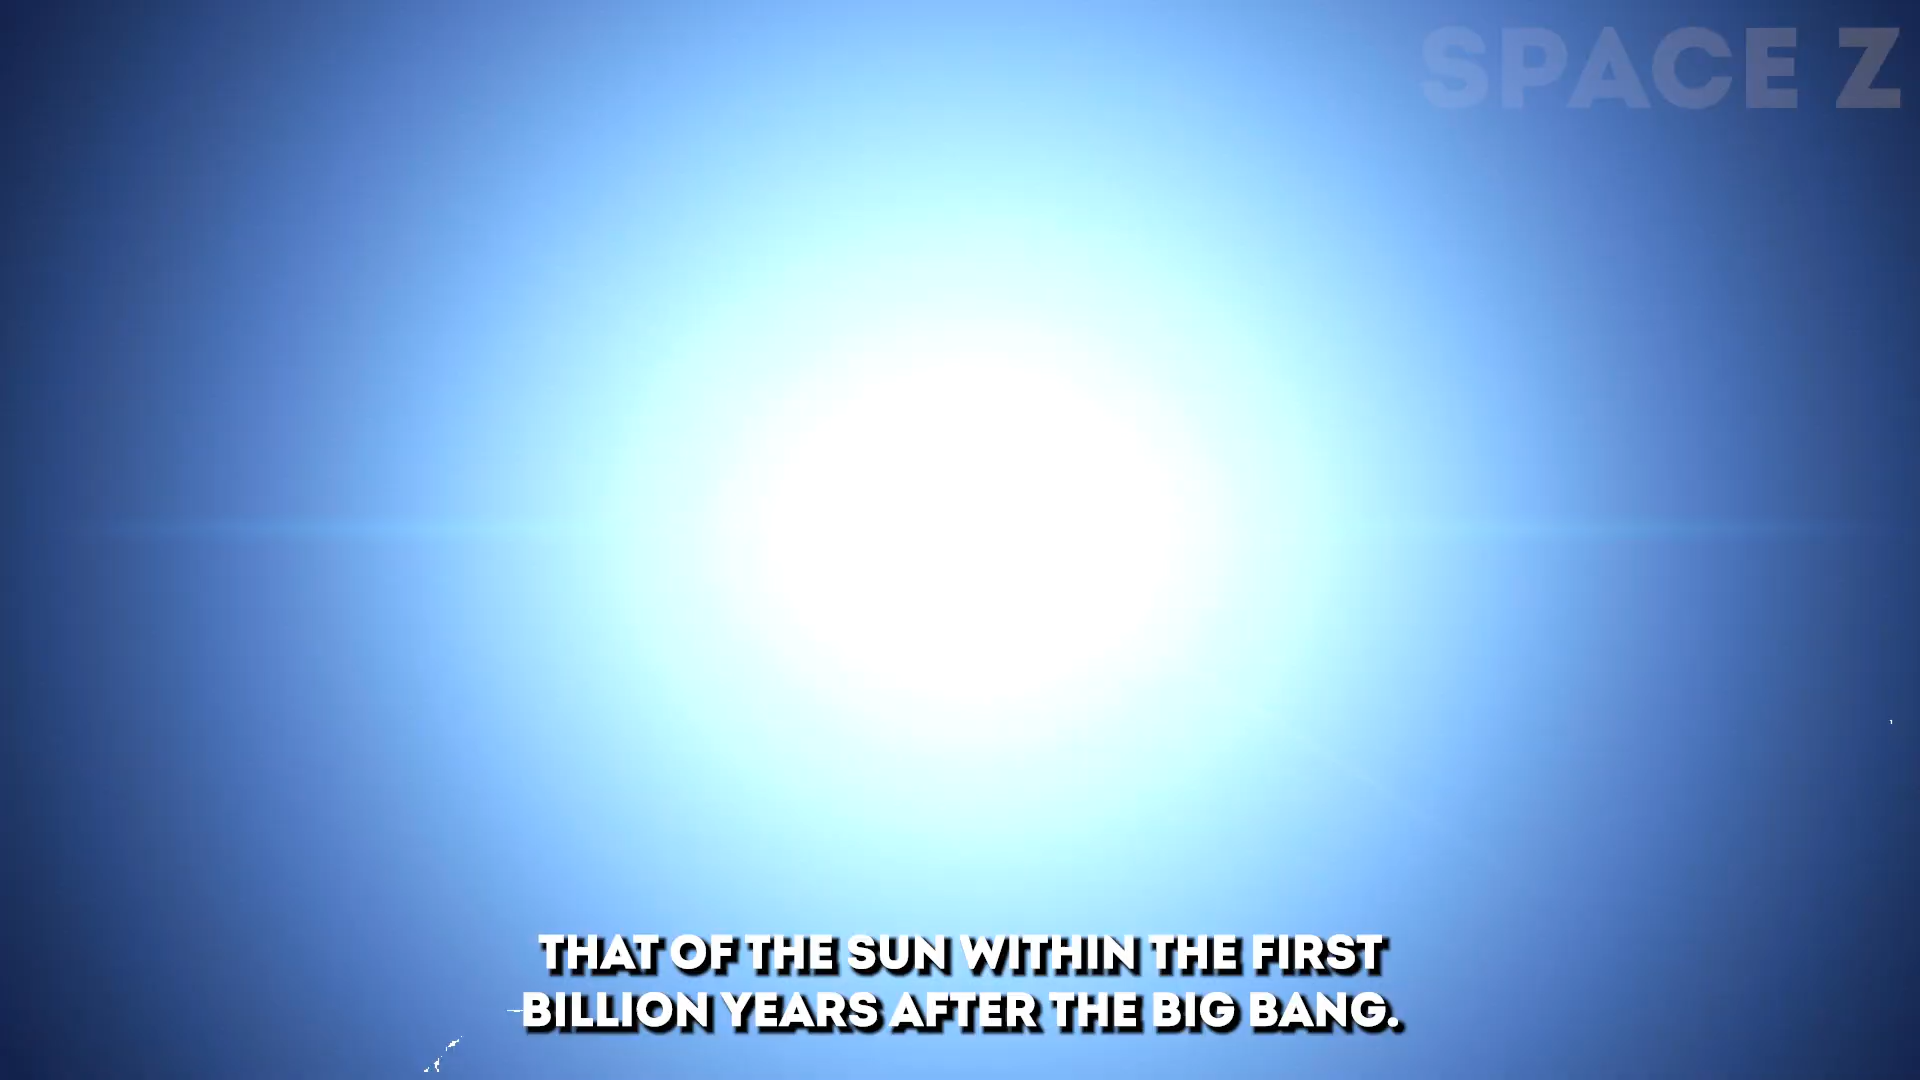 SPACE Z
THAT OF THE SUN WITHIN THE FIRST
BILLION YEARS AFTER THE BIG BANG.